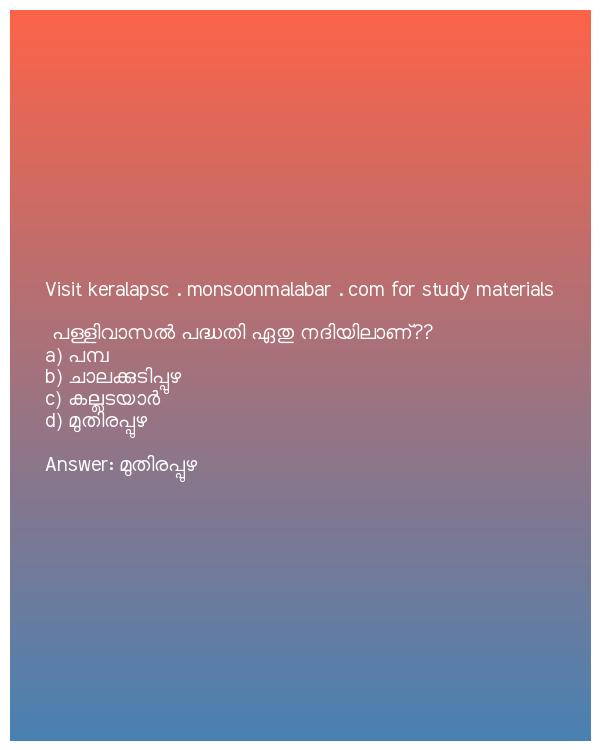 Visit keralapsc . monsoonmalabar . com for study materials
പള്ളിവാസൽ പദ്ധതി ഏതു നദിയിലാണ്??
a) പമ്പ
b) ചാലക്കുടിപ്പുഴ
c) കല്ലടയാർ
d) മുതിരപ്പുഴ
Answer: മുതിരപ്പുഴ